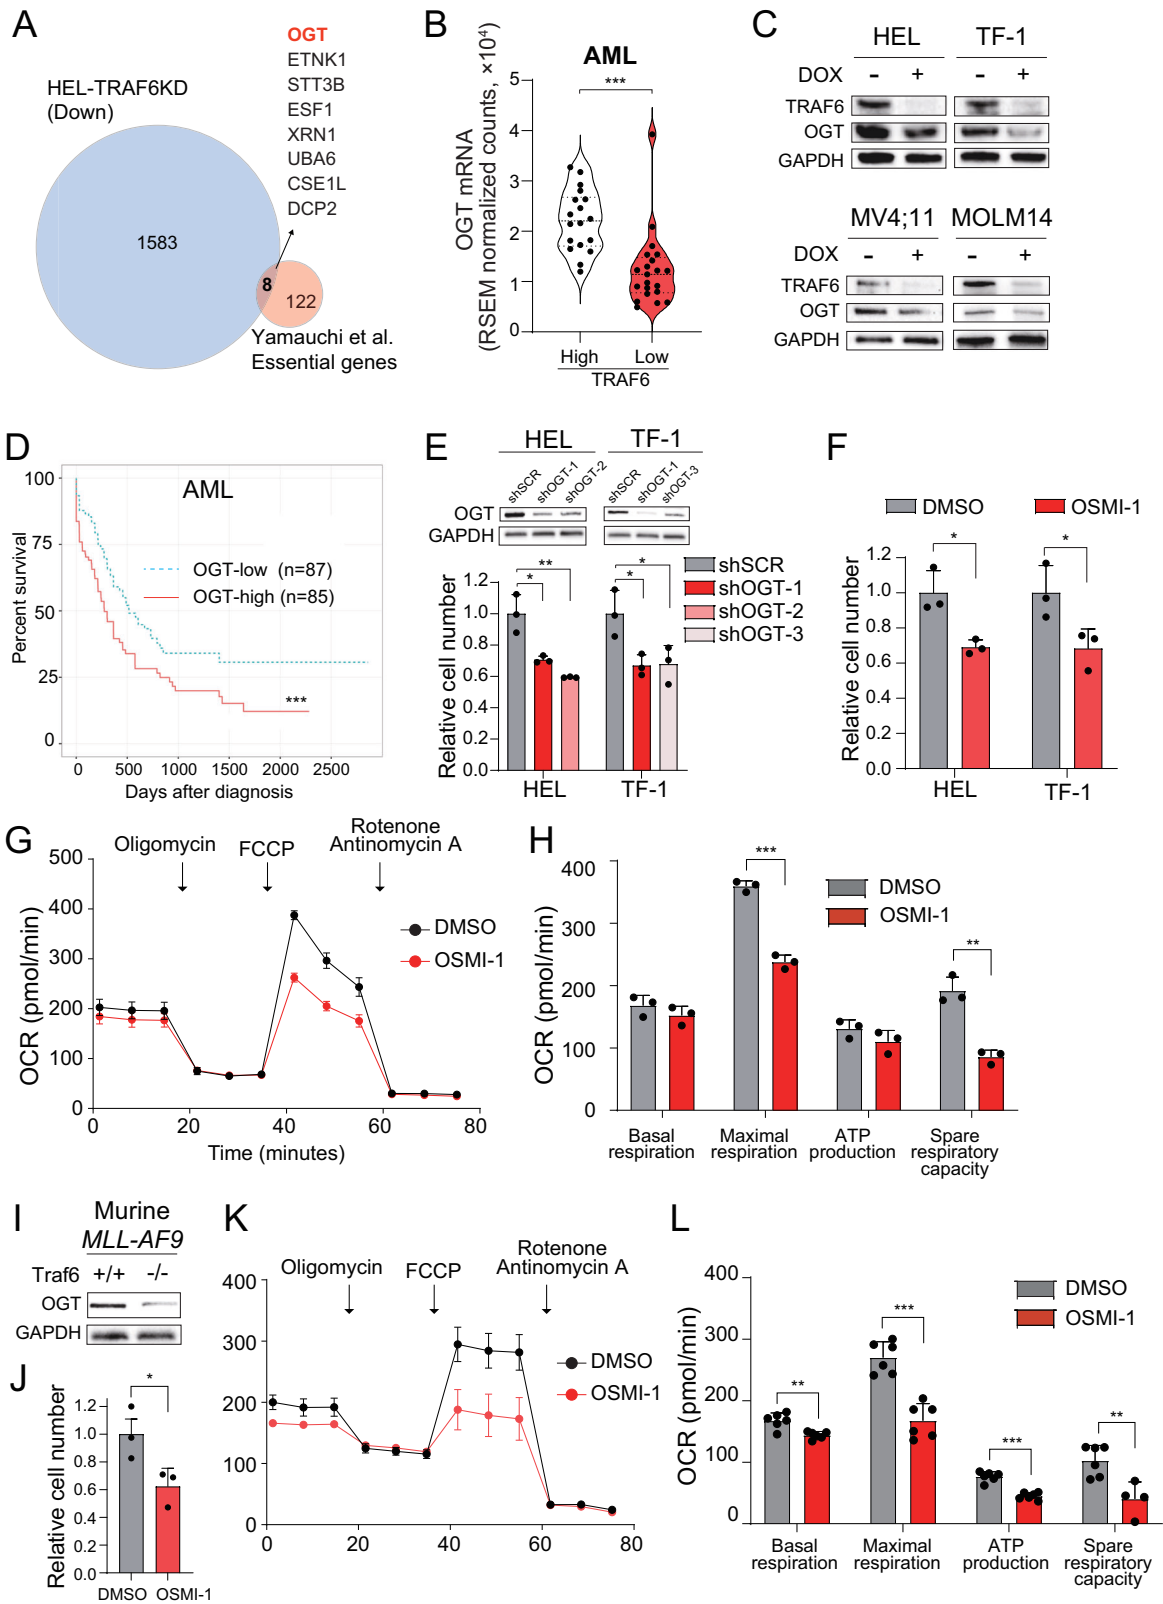 A
OGT
ETNK1
STT3B
ESF1
XRN1
UBA6
CSE1L
DCP2
HEL-TRAF6KD
(Down)
1583
8
122
Yamauchi et al.
Essential genes
B
AML
***
OGT mRNA
(RSEM normalized counts, ×10⁴)
5
4
3
2
1
0
High
Low
TRAF6
C
HEL
TF-1
DOX
-
+
-
+
TRAF6
OGT
GAPDH
MV4;11
MOLM14
DOX
-
+
-
+
TRAF6
OGT
GAPDH
D
AML
Percent survival
100
75
50
25
0
OGT-low (n=87)
OGT-high (n=85)
***
0
500
1000
1500
2000
2500
Days after diagnosis
E
HEL
TF-1
shSCR
shOGT-1
shOGT-2
shSCR
shOGT-1
shOGT-3
OGT
GAPDH
Relative cell number
1.2
1.0
0.8
0.6
0.4
0.2
0.0
*
**
*
*
shSCR
shOGT-1
shOGT-2
shOGT-3
HEL
TF-1
F
DMSO
OSMI-1
Relative cell number
1.2
1.0
0.8
0.6
0.4
0.2
0.0
*
*
HEL
TF-1
G
Oligomycin
FCCP
Rotenone
Antinomycin A
OCR (pmol/min)
500
400
300
200
100
0
DMSO
OSMI-1
0
20
40
60
80
Time (minutes)
H
OCR (pmol/min)
400
300
200
100
0
***
**
DMSO
OSMI-1
Basal
respiration
Maximal
respiration
ATP
production
Spare
respiratory
capacity
I
Murine
MLL-AF9
Traf6
+/+
-/-
OGT
GAPDH
J
Relative cell number
1.2
1.0
0.8
0.6
0.4
0.2
0.0
*
DMSO
OSMI-1
K
Oligomycin
FCCP
Rotenone
Antinomycin A
400
300
200
100
0
DMSO
OSMI-1
0
20
40
60
80
L
OCR (pmol/min)
400
300
200
100
0
**
***
***
**
DMSO
OSMI-1
Basal
respiration
Maximal
respiration
ATP
production
Spare
respiratory
capacity